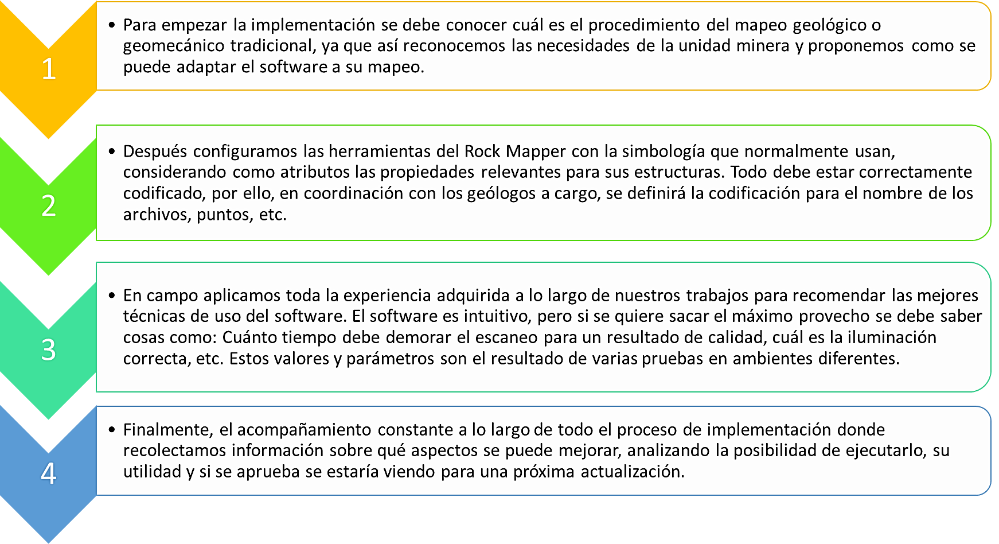 1
• Para empezar la implementación se debe conocer cuál es el procedimiento del mapeo geológico o
geomecánico tradicional, ya que así reconocemos las necesidades de la unidad minera y proponemos como se
puede adaptar el software a su mapeo.
2
• Después configuramos las herramientas del Rock Mapper con la simbología que normalmente usan,
considerando como atributos las propiedades relevantes para sus estructuras. Todo debe estar correctamente
codificado, por ello, en coordinación con los geólogos a cargo, se definirá la codificación para el nombre de los
archivos, puntos, etc.
3
• En campo aplicamos toda la experiencia adquirida a lo largo de nuestros trabajos para recomendar las mejores
técnicas de uso del software. El software es intuitivo, pero si se quiere sacar el máximo provecho se debe saber
cosas como: Cuánto tiempo debe demorar el escaneo para un resultado de calidad, cuál es la iluminación
correcta, etc. Estos valores y parámetros son el resultado de varias pruebas en ambientes diferentes.
4
• Finalmente, el acompañamiento constante a lo largo de todo el proceso de implementación donde
recolectamos información sobre qué aspectos se puede mejorar, analizando la posibilidad de ejecutarlo, su
utilidad y si se aprueba se estaría viendo para una próxima actualización.